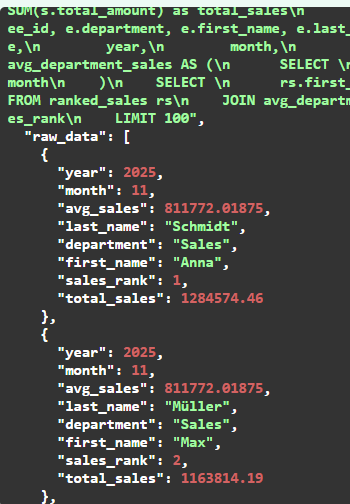 SUM(s.total_amount) as total_sales\n
ee_id, e.department, e.first_name, e.last_
e,\n        year,\n        month,\n
avg_department_sales AS (\n      SELECT \n
month\n    )\n    SELECT \n      rs.first_
FROM ranked_sales rs\n    JOIN avg_departm
es_rank\n    LIMIT 100",
"raw_data": [
{
"year": 2025,
"month": 11,
"avg_sales": 811772.01875,
"last_name": "Schmidt",
"department": "Sales",
"first_name": "Anna",
"sales_rank": 1,
"total_sales": 1284574.46
},
{
"year": 2025,
"month": 11,
"avg_sales": 811772.01875,
"last_name": "Müller",
"department": "Sales",
"first_name": "Max",
"sales_rank": 2,
"total_sales": 1163814.19
},